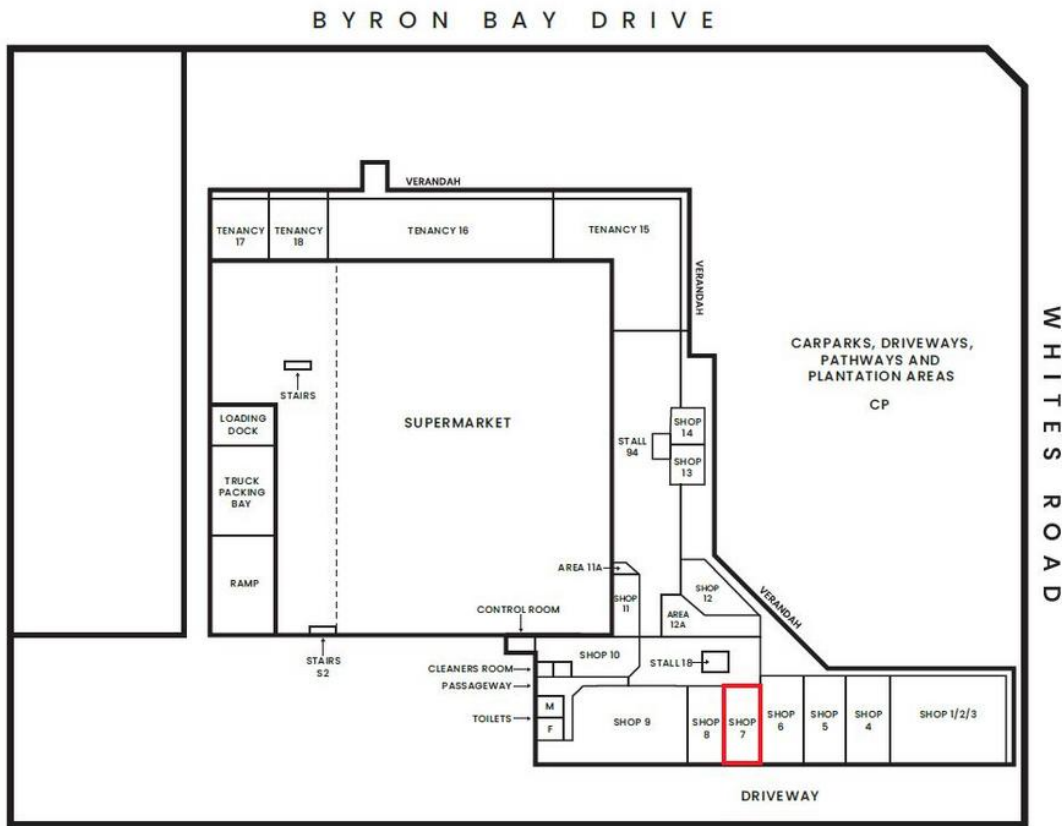 BYRON BAY DRIVE
VERANDAH
TENANCY
17
TENANCY
18
TENANCY 16
TENANCY 15
VERANDAH
WHITES ROAD
CARPARKS, DRIVEWAYS,
PATHWAYS AND
PLANTATION AREAS
CP
STAIRS
SUPERMARKET
LOADING
DOCK
STALL
94
SHOP
14
SHOP
13
TRUCK
PACKING
BAY
RAMP
AREA 11A
SHOP
11
SHOP
12
VERANDAH
AREA
12A
CONTROL ROOM
STAIRS
S2
SHOP 10
STALL 18
CLEANERS ROOM
PASSAGEWAY
TOILETS
M
F
SHOP 9
SHOP
8
SHOP
7
SHOP
6
SHOP
5
SHOP
4
SHOP 1/2/3
DRIVEWAY